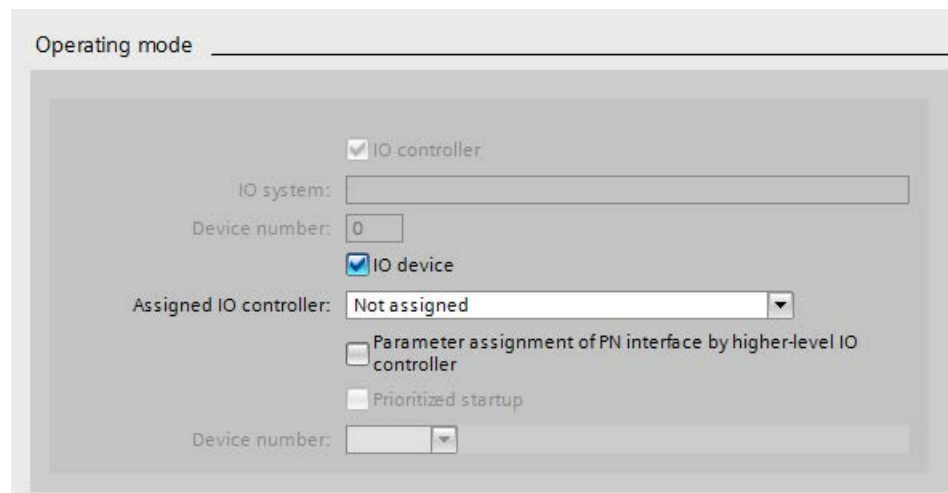 Operating mode
IO controller
IO system:
Device number: 0
IO device
Assigned IO controller: Not assigned
Parameter assignment of PN interface by higher-level IO
controller
Prioritized startup
Device number: